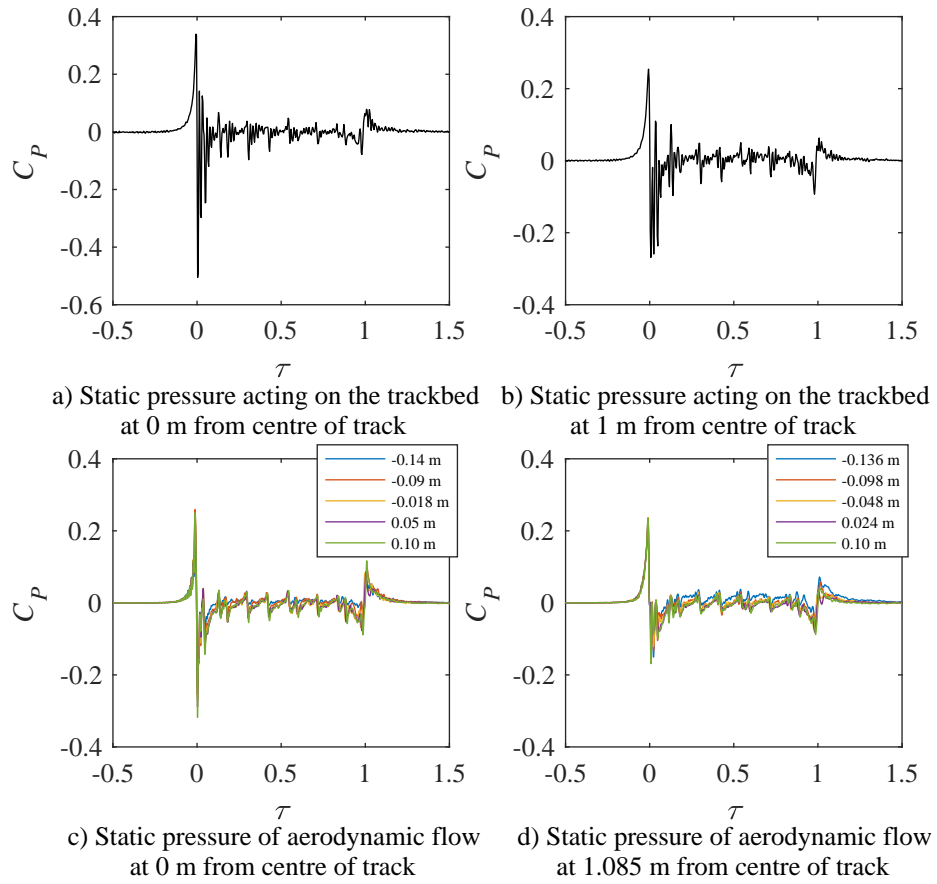 0.4
0.2
0
-0.2
-0.4
-0.6
C_P
-0.5 0 0.5 1 1.5
τ
a) Static pressure acting on the trackbed
at 0 m from centre of track
0.4
0.2
0
-0.2
-0.4
C_P
-0.5 0 0.5 1 1.5
τ
b) Static pressure acting on the trackbed
at 1 m from centre of track
0.4
0.2
0
-0.2
-0.4
C_P
-0.14 m
-0.09 m
-0.018 m
0.05 m
0.10 m
-0.5 0 0.5 1 1.5
τ
c) Static pressure of aerodynamic flow
at 0 m from centre of track
0.4
0.2
0
-0.2
-0.4
C_P
-0.136 m
-0.098 m
-0.048 m
0.024 m
0.10 m
-0.5 0 0.5 1 1.5
τ
d) Static pressure of aerodynamic flow
at 1.085 m from centre of track